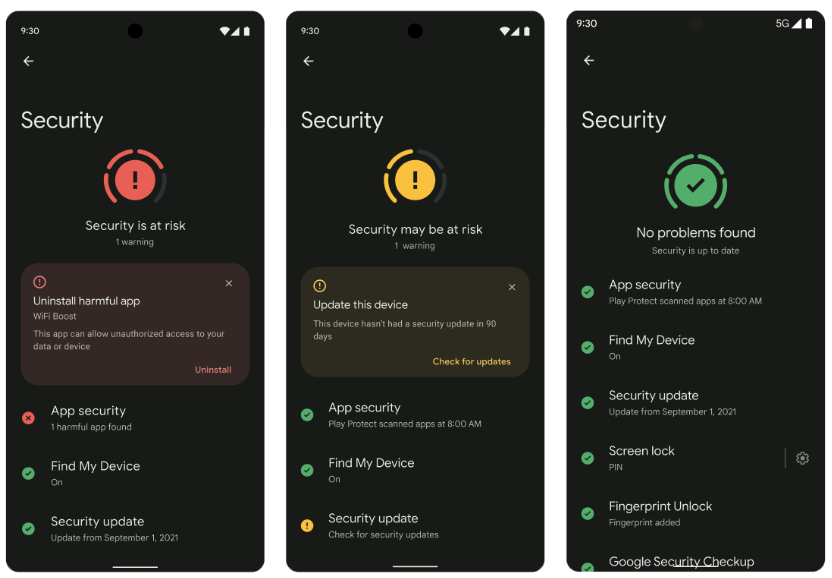 9:30
Security
Security is at risk
1 warning
Uninstall harmful app
WiFi Boost
This app can allow unauthorized access to your
data or device
Uninstall
App security
1 harmful app found
Find My Device
On
Security update
Update from September 1, 2021
9:30
Security
Security may be at risk
1 warning
Update this device
This device hasn't had a security update in 90
days
Check for updates
App security
Play Protect scanned apps at 8:00 AM
Find My Device
On
Security update
Check for security updates
9:30
5G
Security
No problems found
Security is up to date
App security
Play Protect scanned apps at 8:00 AM
Find My Device
On
Security update
Update from September 1, 2021
Screen lock
PIN
Fingerprint Unlock
Fingerprint added
Google Security Checkup